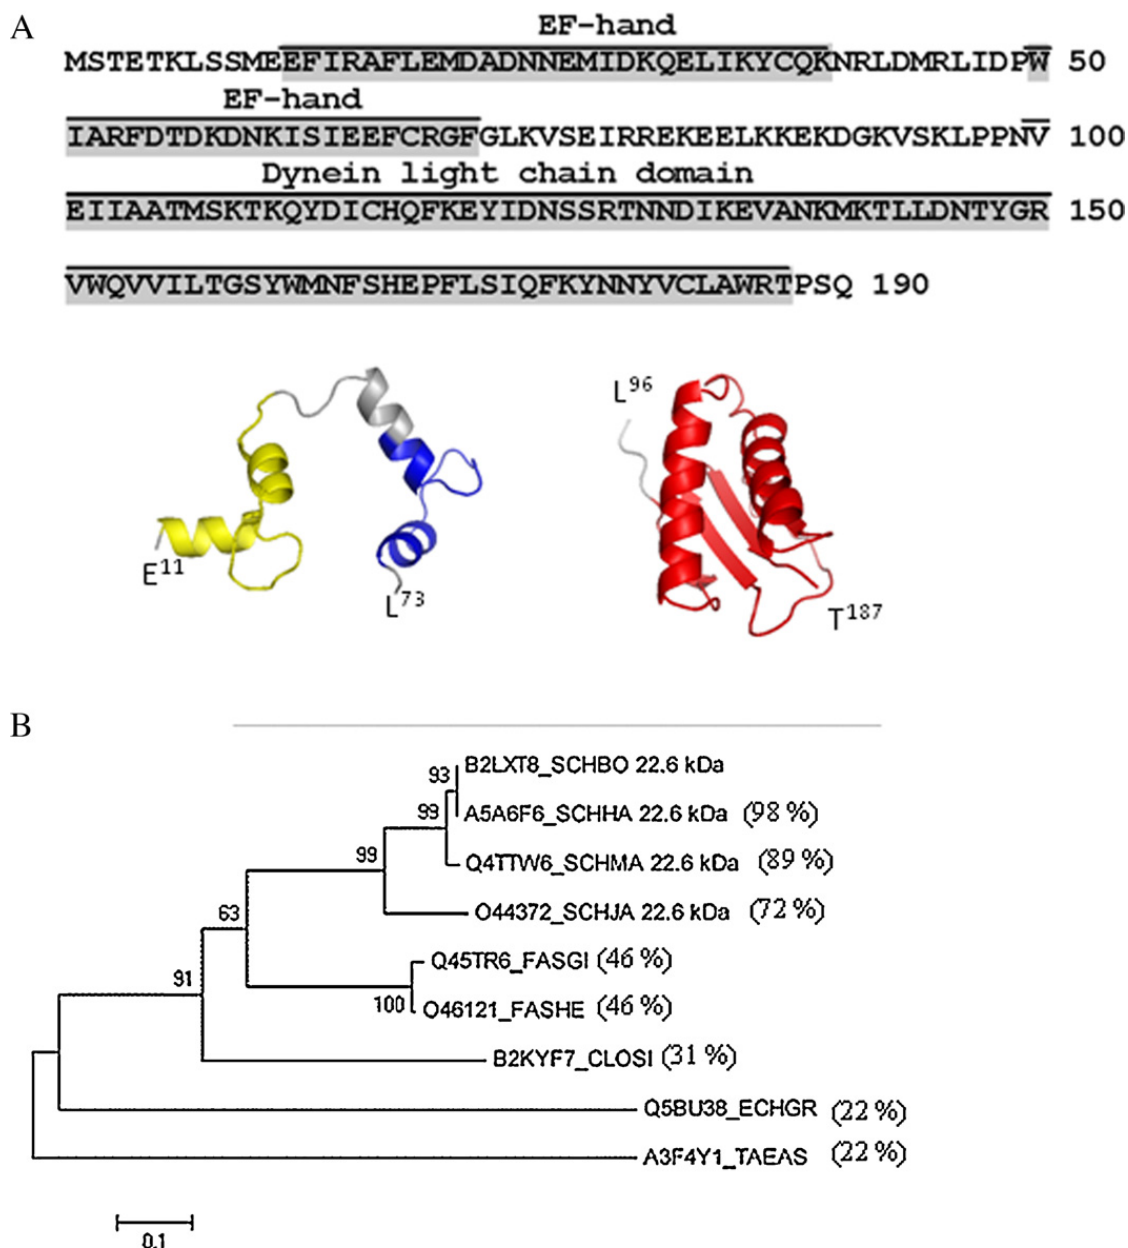 A
EF-hand
MSTETKLSSMEEFIRAFLEMDADNNEMIDKQELIKYCQKNRLDMRLIDPW 50
EF-hand
IARFDTDKDNKISIEEFCRGFGLKVSEIRREKEELKKEKDGKVSKLPPNV 100
Dynein light chain domain
EIIAATMSKTKQYDICHQFKEYIDNSSRTNNDIKEVANKMKTLLDNTYGR 150
VWQVVILTGSYWMNFSHEPFLSIQFKYNNYVCLAWRTPSQ 190
E11
L73
L96
T187
B
93
B2LXT8_SCHBO 22.6 kDa
99
A5A6F6_SCHHA 22.6 kDa (98 %)
99
Q4TTW6_SCHMA 22.6 kDa (89 %)
O44372_SCHJA 22.6 kDa (72 %)
63
Q45TR6_FASGI (46 %)
91
100
O46121_FASHE (46 %)
B2KYF7_CLOSI (31 %)
Q5BU38_ECHGR (22 %)
A3F4Y1_TAEAS (22 %)
0.1